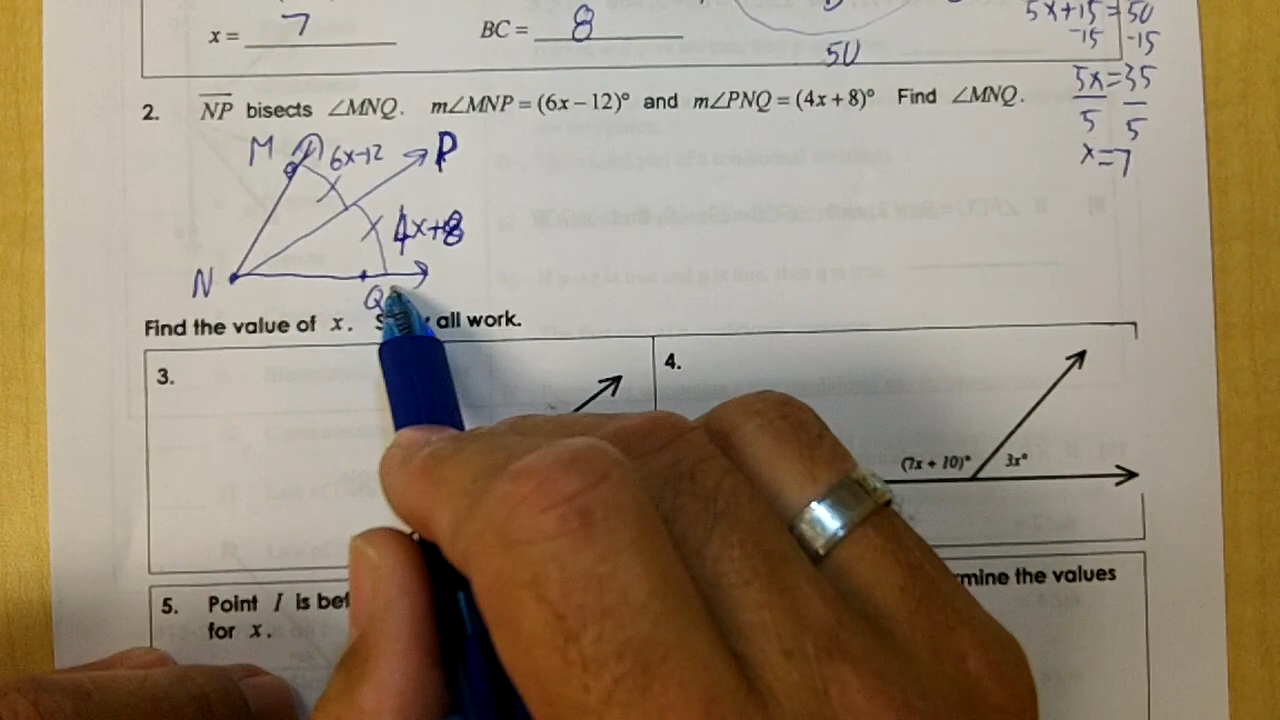 5x+15=50
-15 -15
x = 7 BC = 8
50
5x=35
5 5
x=7
2. NP bisects ∠MNQ. m∠MNP = (6x – 12)° and m∠PNQ = (4x + 8)° Find ∠MNQ.
M 6x-12 P
4x+8
N
Q
Find the value of x. all work.
3. 4.
(7x + 10)° 3x°
5. Point I is mine the values
for x.